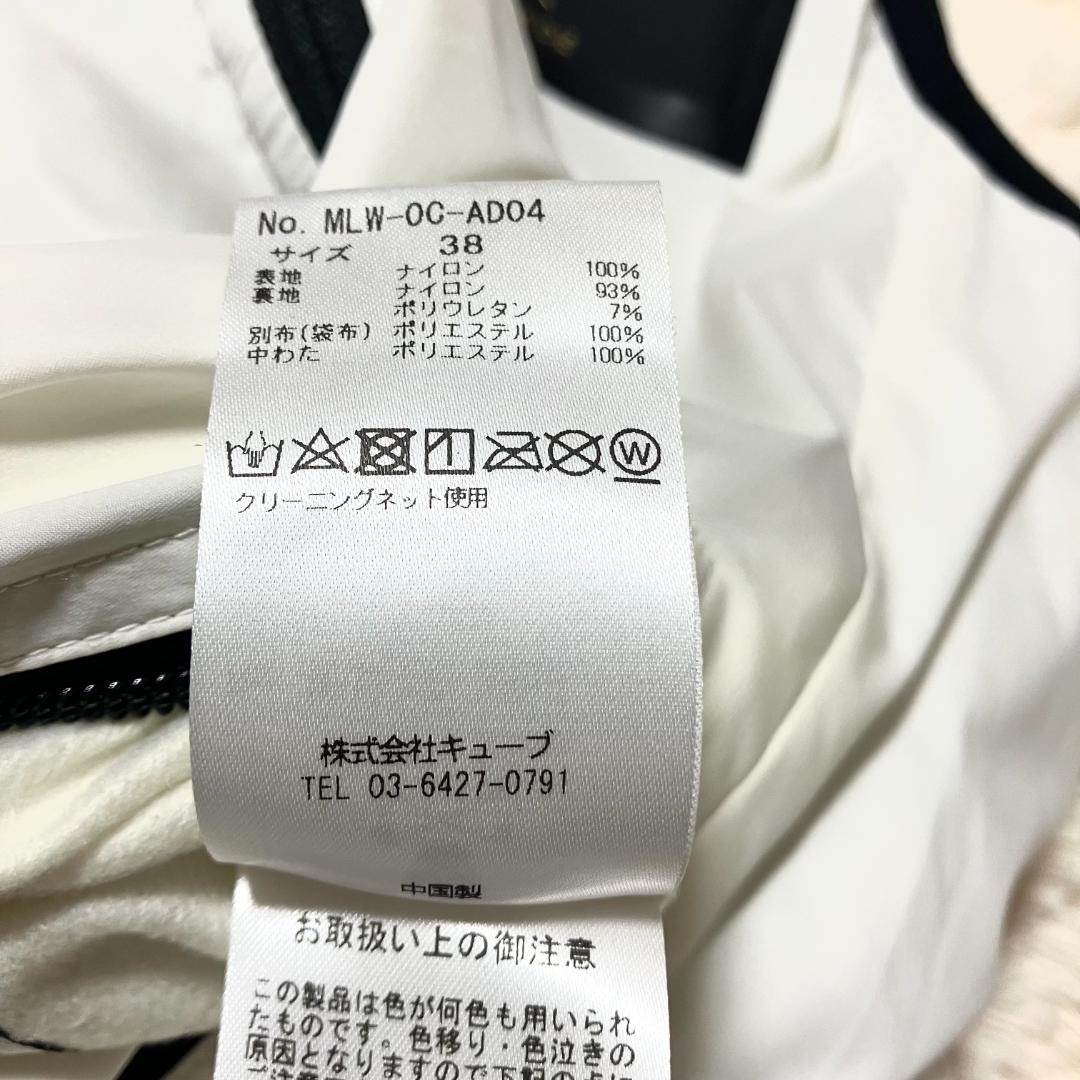 No. MLW-OC-AD04
サイズ 38
表地 ナイロン 100%
裏地 ナイロン 93%
ポリウレタン 7%
別布(袋布) ポリエステル 100%
中わた ポリエステル 100%
W
クリーニングネット使用
株式会社キューブ
TEL 03-6427-0791
中国製
お取扱い上の御注意
この製品は色が何色も用いられ
たものです。色移り・色泣きの
原因となりますので下記の点に